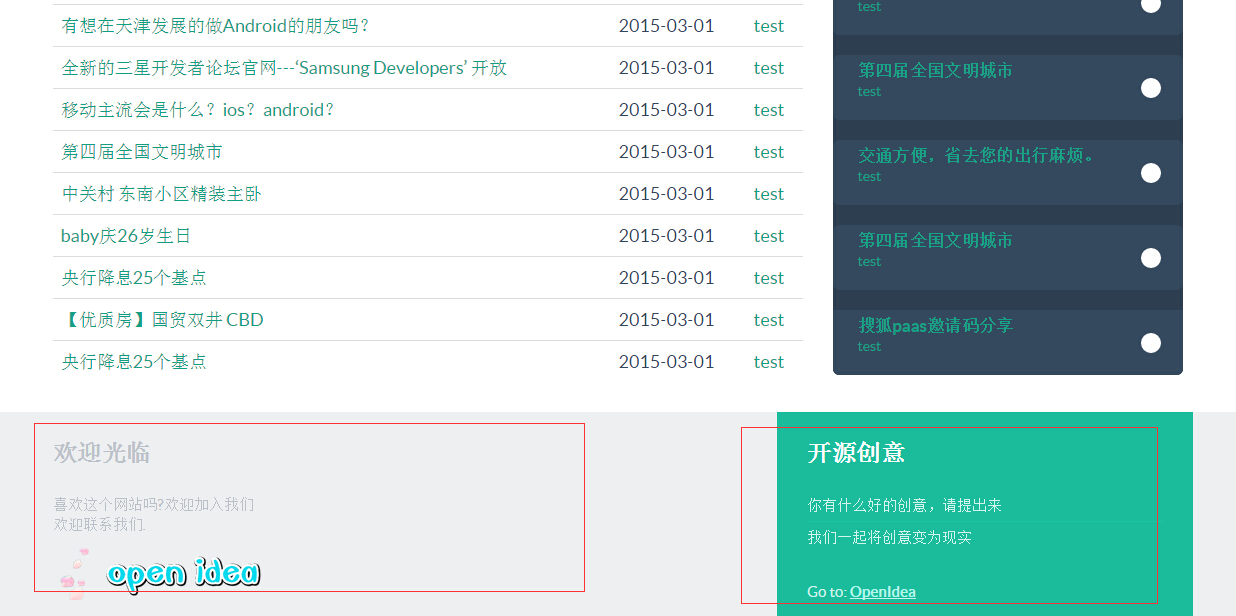 test
有想在天津发展的做Android的朋友吗? 2015-03-01 test
全新的三星开发者论坛官网---‘Samsung Developers’ 开放 2015-03-01 test
移动主流会是什么？ios？android？ 2015-03-01 test
第四届全国文明城市 2015-03-01 test
中关村 东南小区精装主卧 2015-03-01 test
baby庆26岁生日 2015-03-01 test
央行降息25个基点 2015-03-01 test
【优质房】国贸双井 CBD 2015-03-01 test
央行降息25个基点 2015-03-01 test
第四届全国文明城市
test
交通方便，省去您的出行麻烦。
test
第四届全国文明城市
test
搜狐paas邀请码分享
test
欢迎光临
喜欢这个网站吗?欢迎加入我们
欢迎联系我们.
open idea
开源创意
你有什么好的创意，请提出来
我们一起将创意变为现实
Go to: OpenIdea